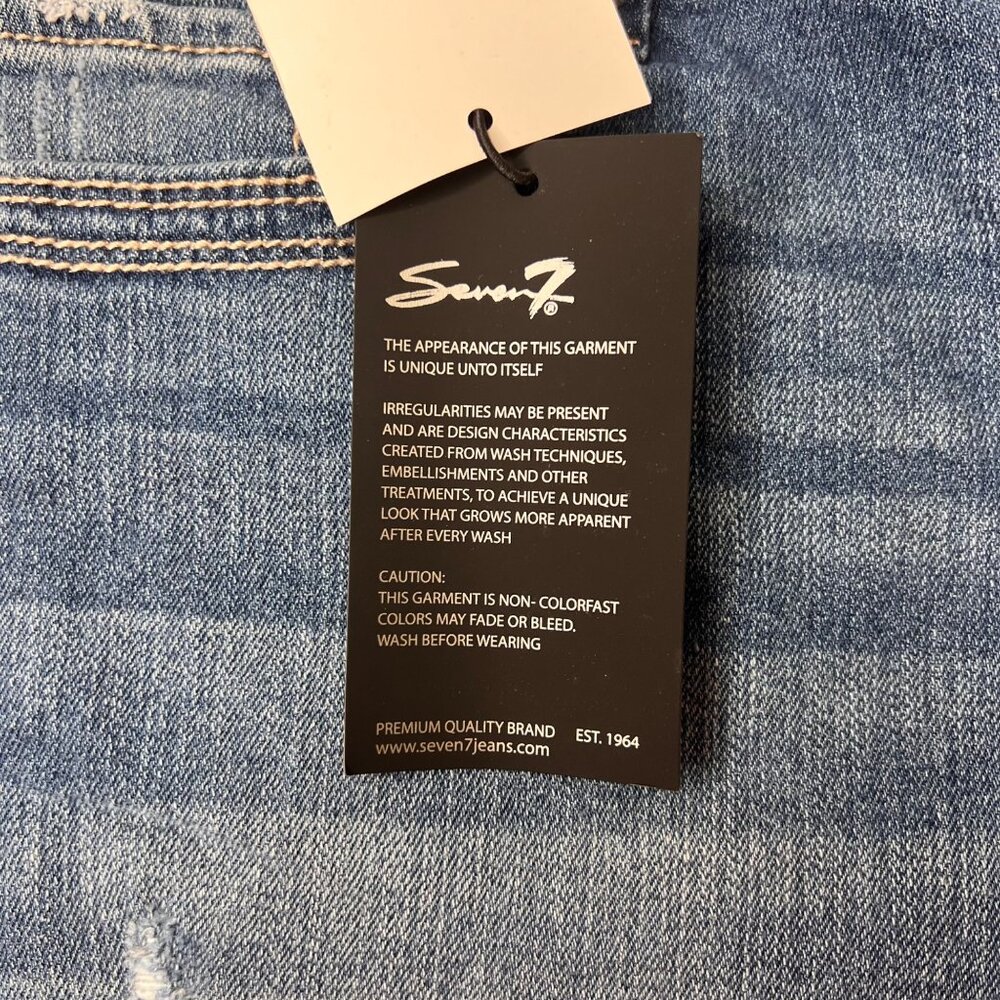 Seven7®
THE APPEARANCE OF THIS GARMENT
IS UNIQUE UNTO ITSELF
IRREGULARITIES MAY BE PRESENT
AND ARE DESIGN CHARACTERISTICS
CREATED FROM WASH TECHNIQUES,
EMBELLISHMENTS AND OTHER
TREATMENTS, TO ACHIEVE A UNIQUE
LOOK THAT GROWS MORE APPARENT
AFTER EVERY WASH
CAUTION:
THIS GARMENT IS NON- COLORFAST
COLORS MAY FADE OR BLEED.
WASH BEFORE WEARING
PREMIUM QUALITY BRAND EST. 1964
www.seven7jeans.com